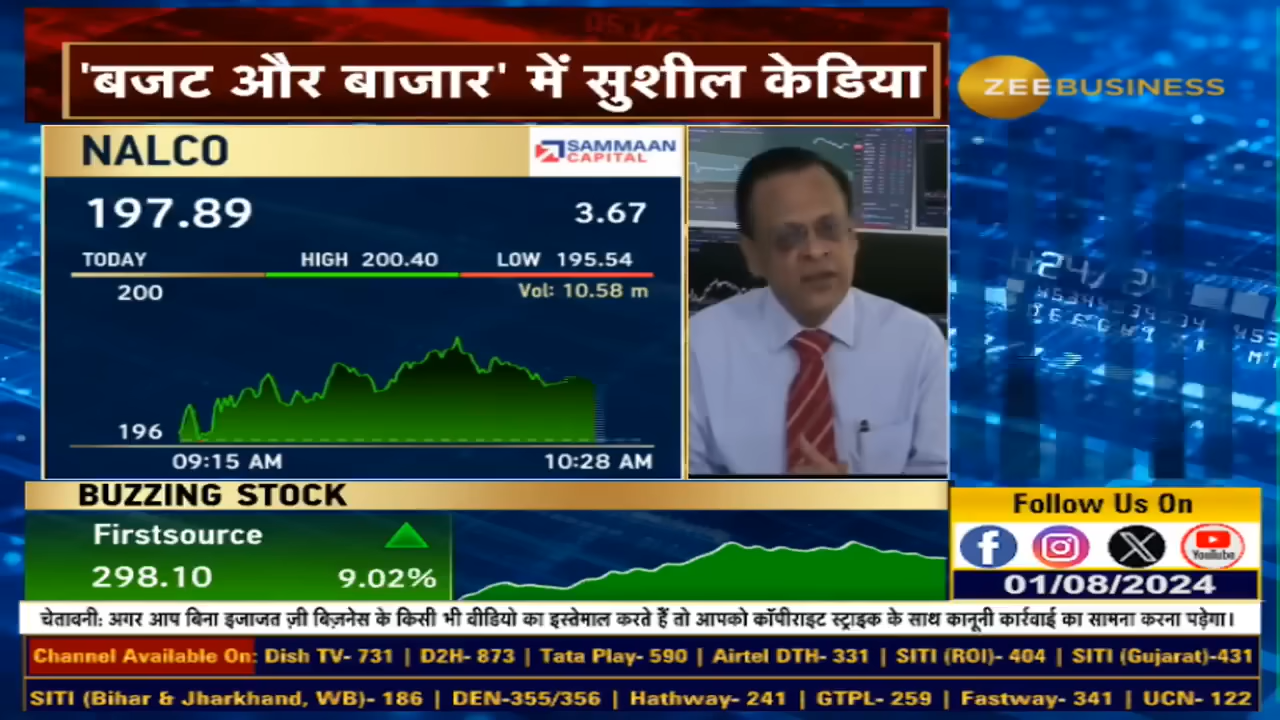 'बजट और बाजार' में सुशील केडिया
ZEEBUSINESS
NALCO
SAMMAAN
CAPITAL
197.89
3.67
TODAY
HIGH 200.40
LOW 195.54
200
Vol: 10.58 m
196
09:15 AM
10:28 AM
BUZZING STOCK
Firstsource
298.10
9.02%
Follow Us On
YouTube
01/08/2024
चेतावनी: अगर आप बिना इजाजत ज़ी बिज़नेस के किसी भी वीडियो का इस्तेमाल करते हैं तो आपको कॉपीराइट स्ट्राइक के साथ कानूनी कार्रवाई का सामना करना पड़ेगा।
Channel Available On: Dish TV- 731 | D2H- 873 | Tata Play- 590 | Airtel DTH- 331 | SITI (ROI)- 404 | SITI (Gujarat)-431
SITI (Bihar & Jharkhand, WB)- 186 | DEN-355/356 | Hathway- 241 | GTPL- 259 | Fastway- 341 | UCN- 122